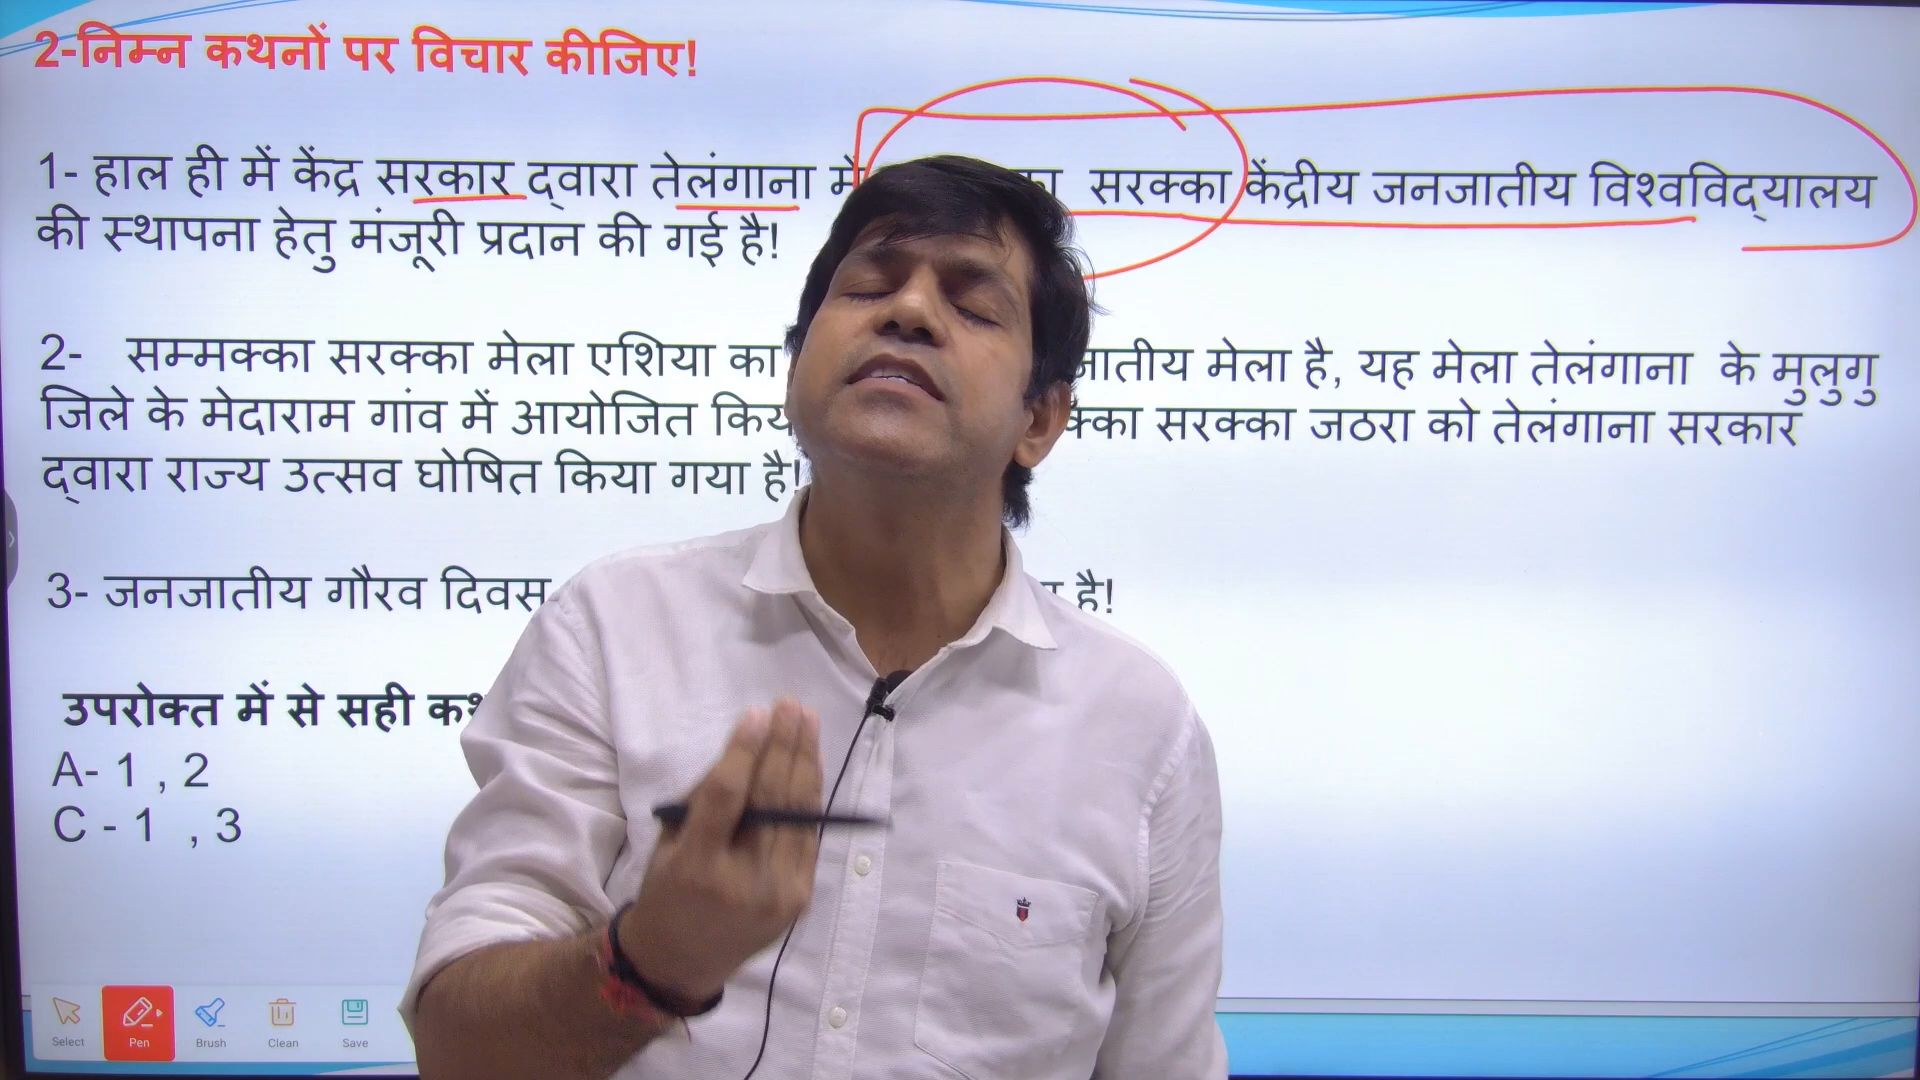 2-निम्न कथनों पर विचार कीजिए!
1- हाल ही में केंद्र सरकार द्वारा तेलंगाना में सरक्का केंद्रीय जनजातीय विश्वविद्यालय
की स्थापना हेतु मंजूरी प्रदान की गई है!
2- सम्मक्का सरक्का मेला एशिया का मेला है, यह मेला तेलंगाना के मुलुगु
जिले के मेदाराम गांव में आयोजित सरक्का जठरा को तेलंगाना सरकार
द्वारा राज्य उत्सव घोषित किया गया है!
3- जनजातीय गौरव दिवस है!
उपरोक्त में से सही
A- 1 , 2
C - 1 , 3
Select Pen Brush Clean Save